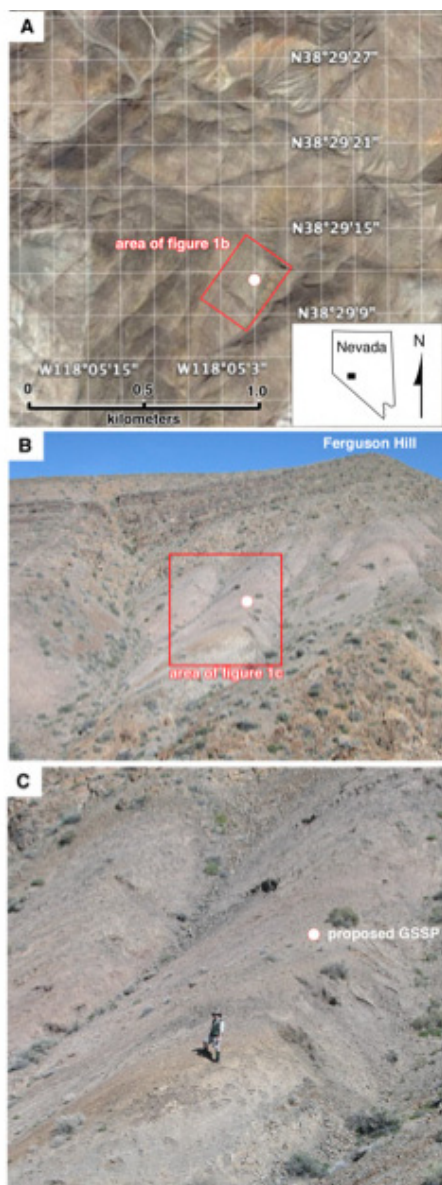 A
N38°29'27"
N38°29'21"
N38°29'15"
area of figure 1b
N38°29'9"
W118°05'15" W118°05'3"
0 0.5 1.0
kilometers
Nevada
N
B
Ferguson Hill
area of figure 1c
C
proposed GSSP